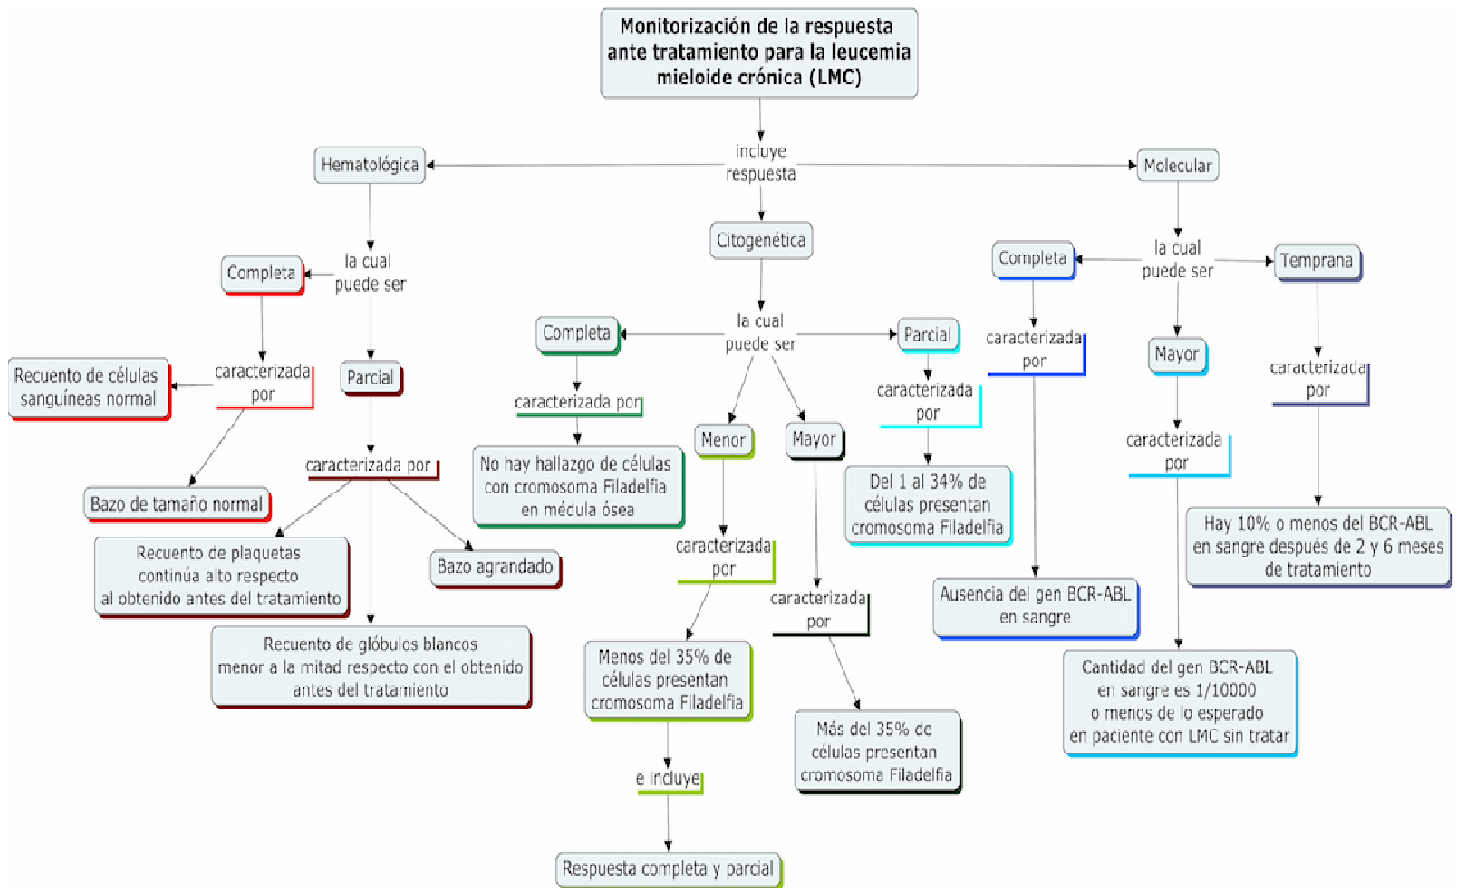 Monitorización de la respuesta
ante tratamiento para la leucemia
mieloide crónica (LMC)
incluye
respuesta
Hematológica
la cual
puede ser
Completa
caracterizada
por
Recuento de células
sanguíneas normal
Bazo de tamaño normal
Parcial
caracterizada por
Recuento de plaquetas
continúa alto respecto
al obtenido antes del tratamiento
Recuento de glóbulos blancos
menor a la mitad respecto con el obtenido
antes del tratamiento
Bazo agrandado
Citogenética
la cual
puede ser
Completa
caracterizada por
No hay hallazgo de células
con cromosoma Filadelfia
en médula ósea
Menor
caracterizada
por
Menos del 35% de
células presentan
cromosoma Filadelfia
e incluye
Respuesta completa y parcial
Mayor
caracterizada
por
Más del 35% de
células presentan
cromosoma Filadelfia
Parcial
caracterizada
por
Del 1 al 34% de
células presentan
cromosoma Filadelfia
Molecular
la cual
puede ser
Completa
caracterizada
por
Ausencia del gen BCR-ABL
en sangre
Mayor
caracterizada
por
Cantidad del gen BCR-ABL
en sangre es 1/10000
o menos de lo esperado
en paciente con LMC sin tratar
Temprana
caracterizada
por
Hay 10% o menos del BCR-ABL
en sangre después de 2 y 6 meses
de tratamiento